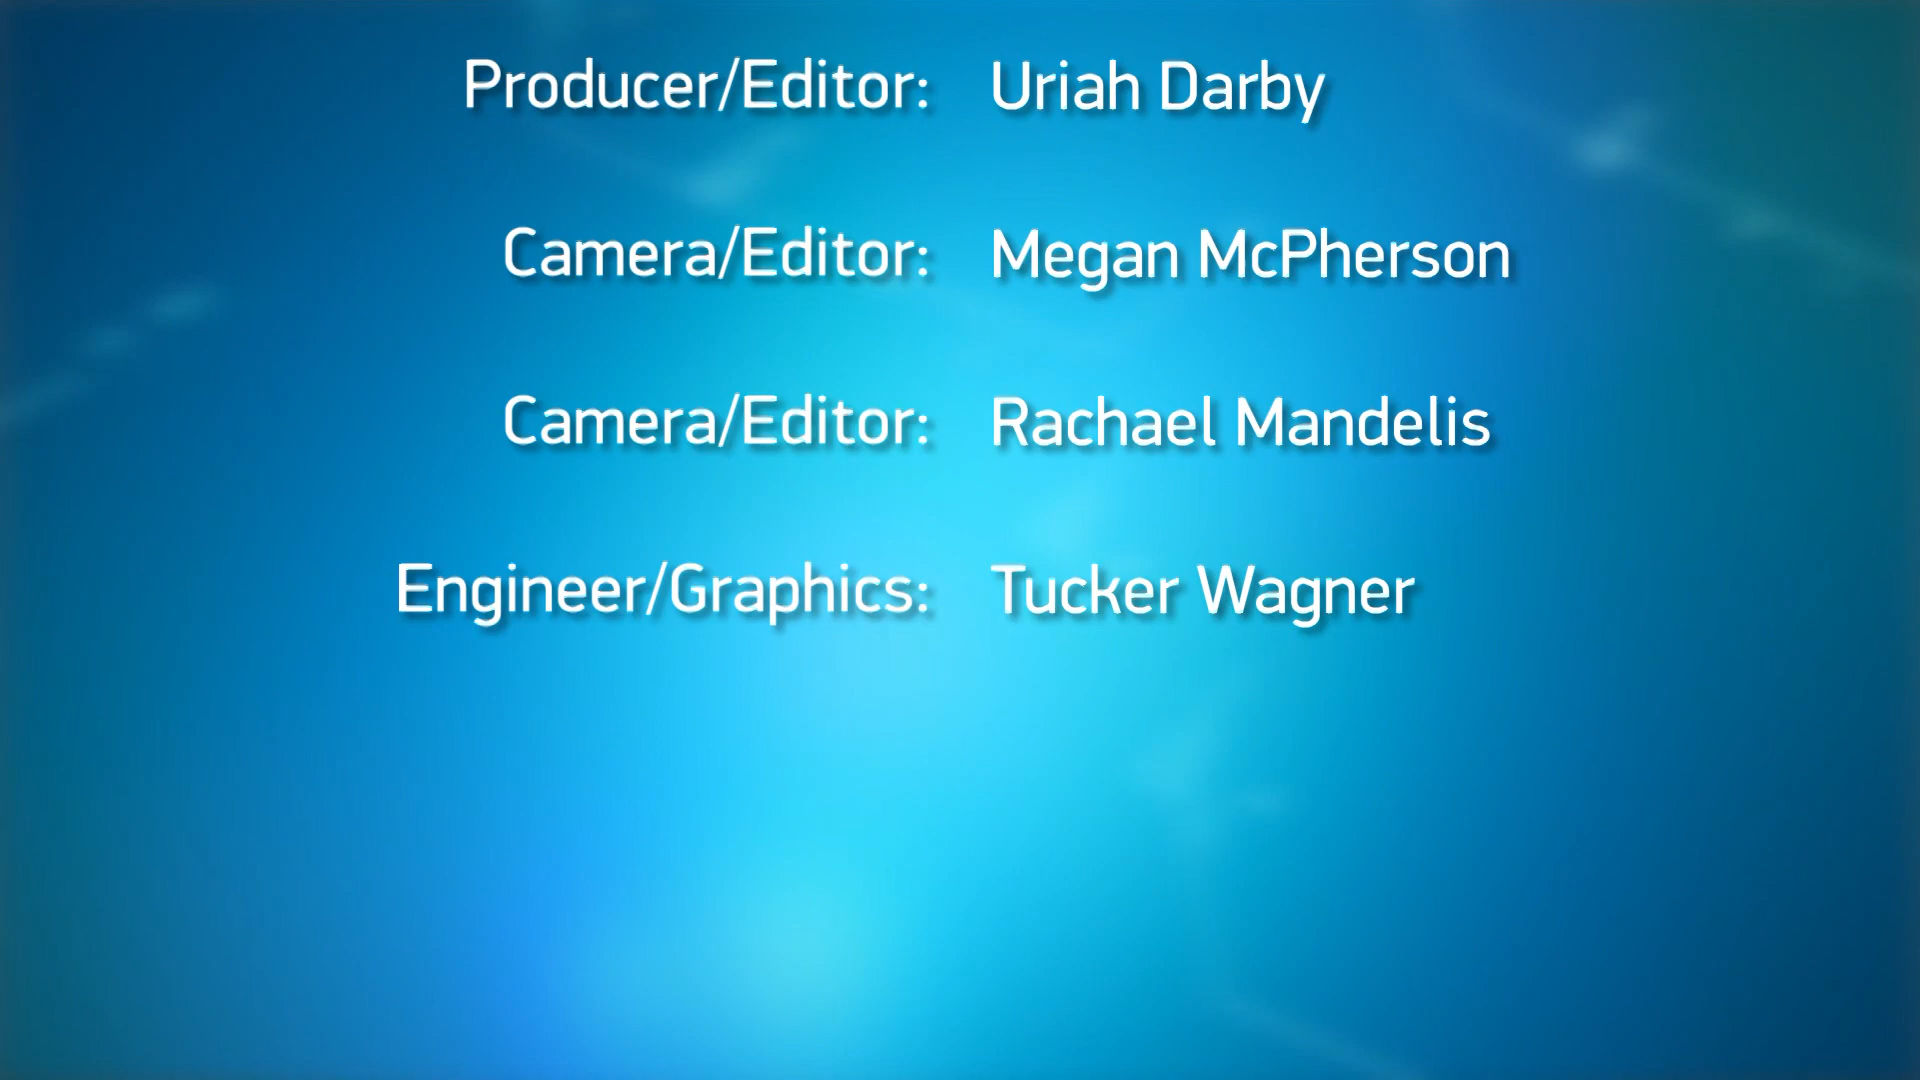 Producer/Editor: Uriah Darby
Camera/Editor: Megan McPherson
Camera/Editor: Rachael Mandelis
Engineer/Graphics: Tucker Wagner